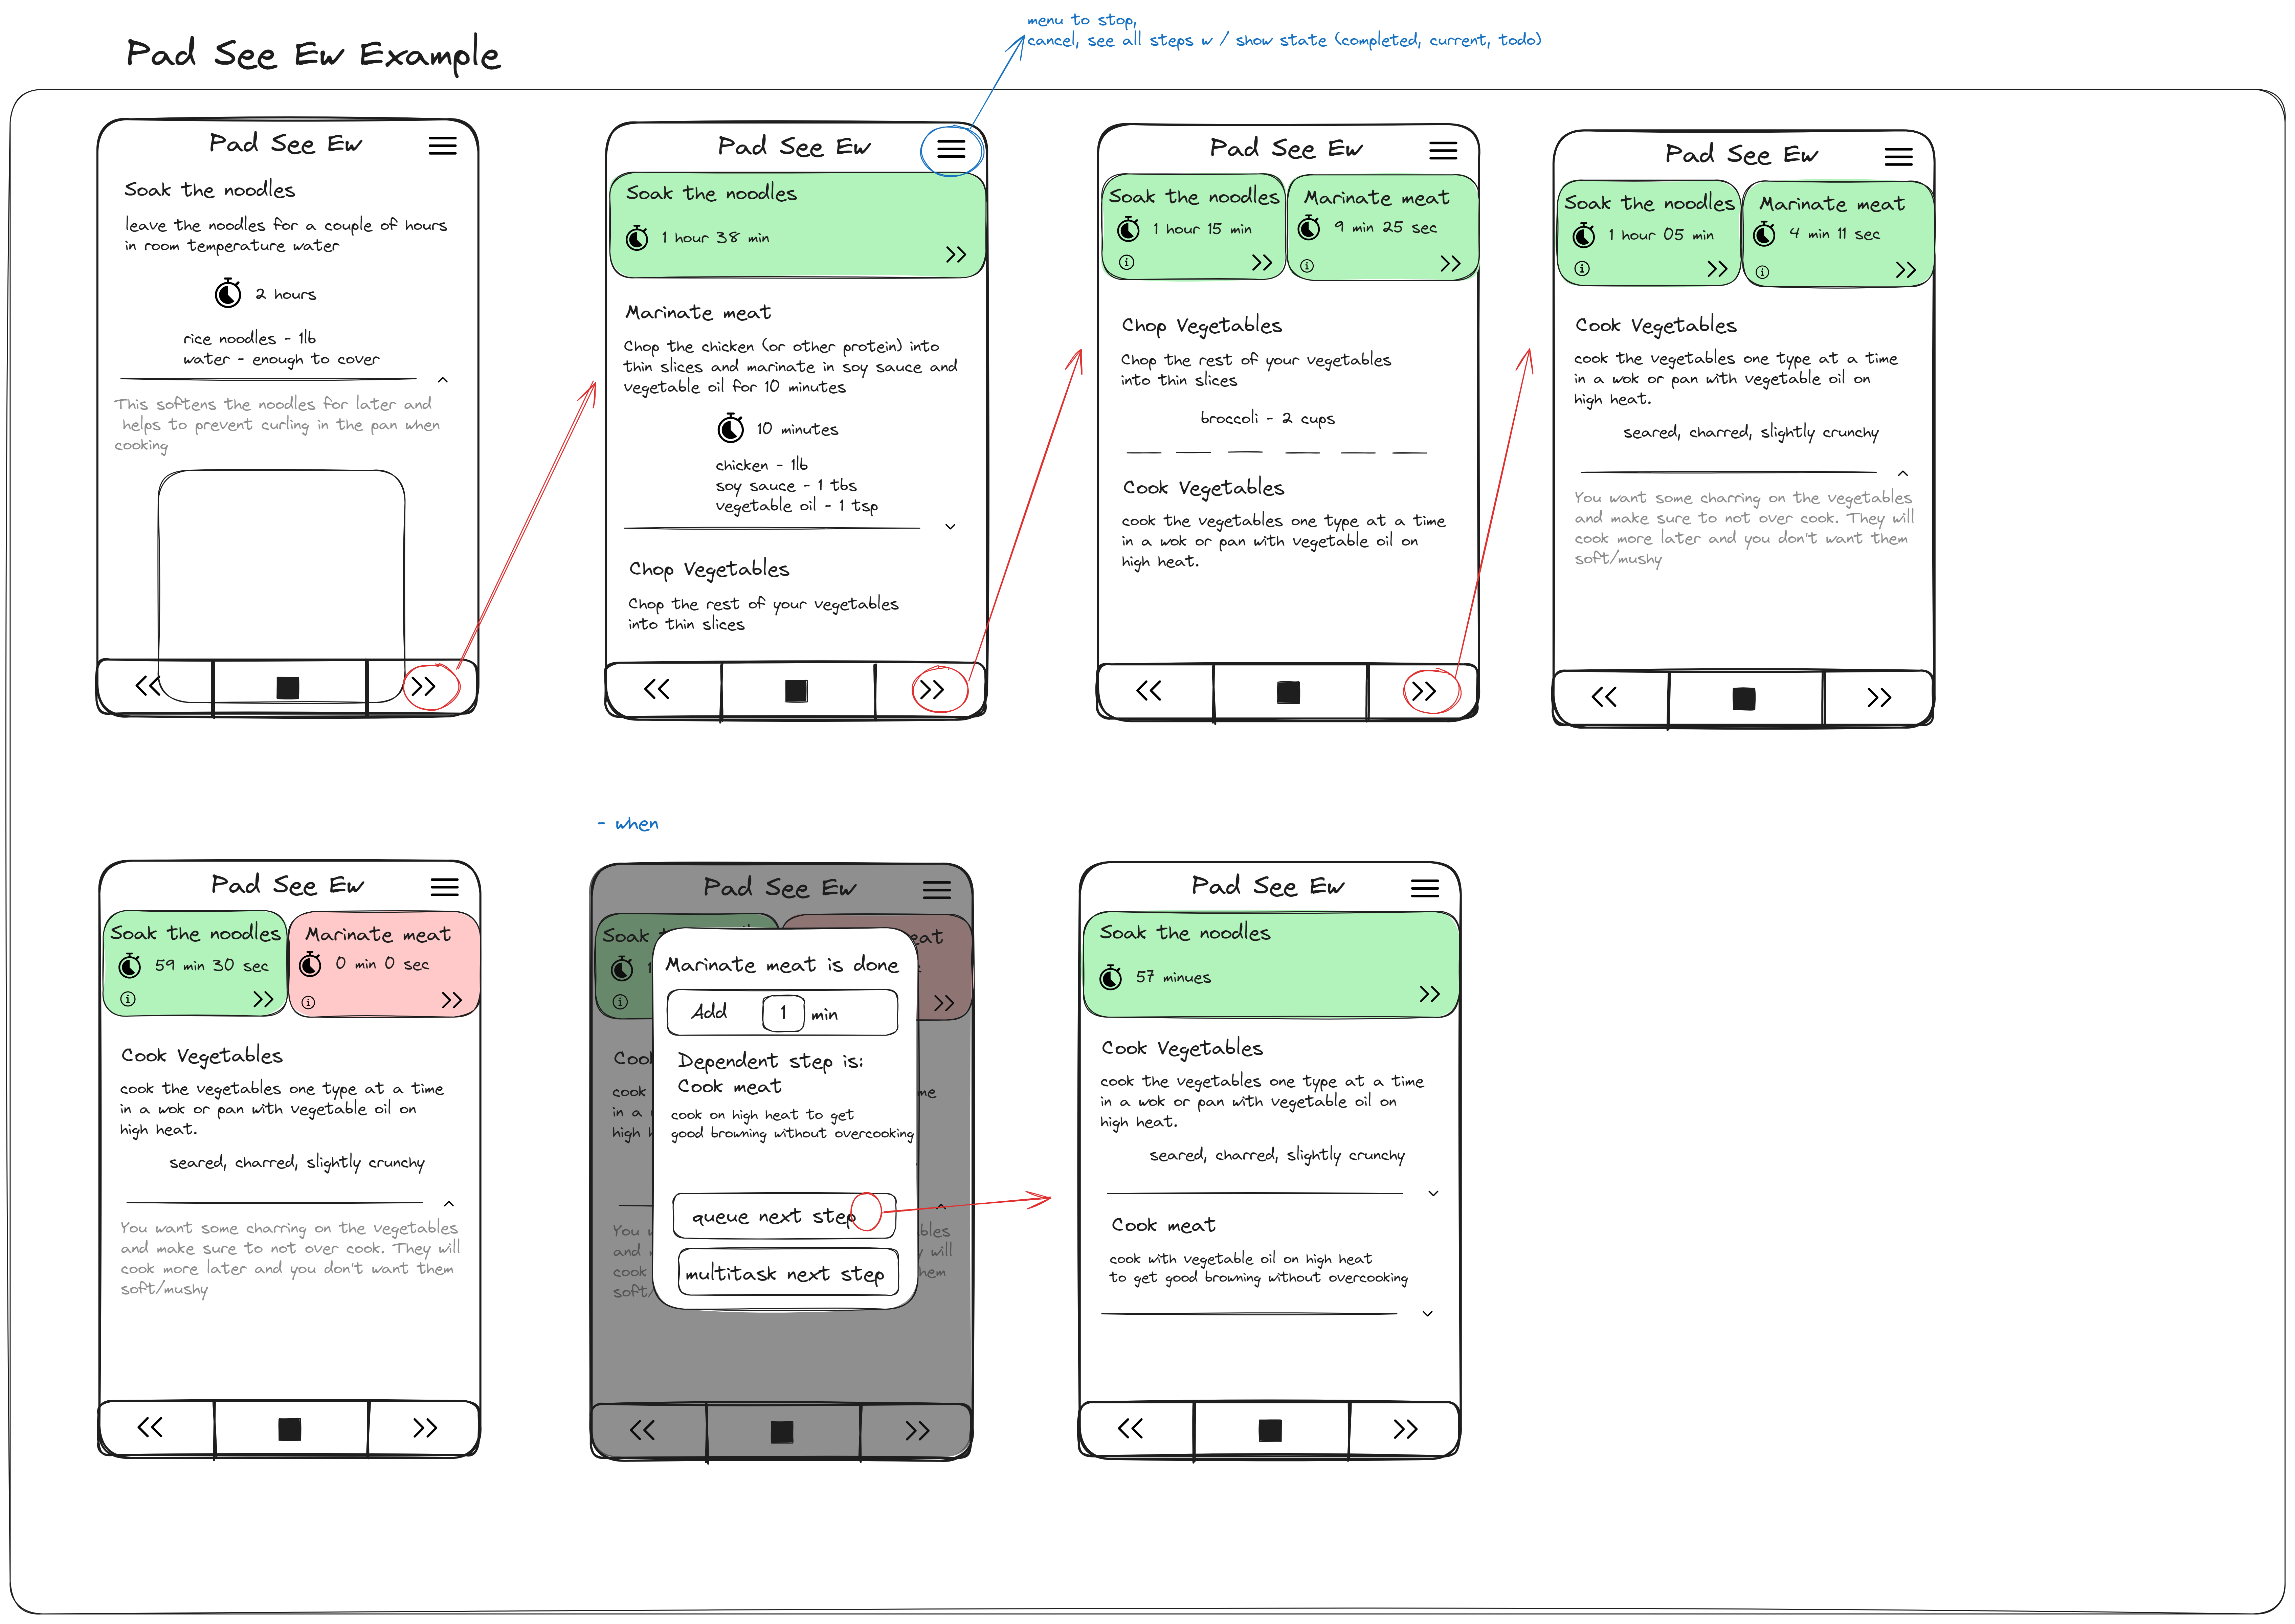 menu to stop,
cancel, see all steps w / show state (completed, current, todo)
Pad See Ew Example
Pad See Ew
Soak the noodles
leave the noodles for a couple of hours
in room temperature water
2 hours
rice noodles - 1lb
water - enough to cover
This softens the noodles for later and
helps to prevent curling in the pan when
cooking
Pad See Ew
Soak the noodles
1 hour 38 min
Marinate meat
Chop the chicken (or other protein) into
thin slices and marinate in soy sauce and
vegetable oil for 10 minutes
10 minutes
chicken - 1lb
soy sauce - 1 tbs
vegetable oil - 1 tsp
Chop Vegetables
Chop the rest of your vegetables
into thin slices
Pad See Ew
Soak the noodles
1 hour 15 min
Marinate meat
9 min 25 sec
Chop Vegetables
Chop the rest of your vegetables
into thin slices
broccoli - 2 cups
Cook Vegetables
cook the vegetables one type at a time
in a wok or pan with vegetable oil on
high heat.
Pad See Ew
Soak the noodles
1 hour 05 min
Marinate meat
4 min 11 sec
Cook Vegetables
cook the vegetables one type at a time
in a wok or pan with vegetable oil on
high heat.
seared, charred, slightly crunchy
You want some charring on the vegetables
and make sure to not over cook. They will
cook more later and you don't want them
soft/mushy
Pad See Ew
Soak the noodles
59 min 30 sec
Marinate meat
0 min 0 sec
Cook Vegetables
cook the vegetables one type at a time
in a wok or pan with vegetable oil on
high heat.
seared, charred, slightly crunchy
You want some charring on the vegetables
and make sure to not over cook. They will
cook more later and you don't want them
soft/mushy
- when
Pad See Ew
Soak
Marinate meat is done
Add 1 min
Dependent step is:
Cook meat
cook on high heat to get
good browning without overcooking
queue next step
multitask next step
Pad See Ew
Soak the noodles
57 minues
Cook Vegetables
cook the vegetables one type at a time
in a wok or pan with vegetable oil on
high heat.
seared, charred, slightly crunchy
Cook meat
cook with vegetable oil on high heat
to get good browning without overcooking